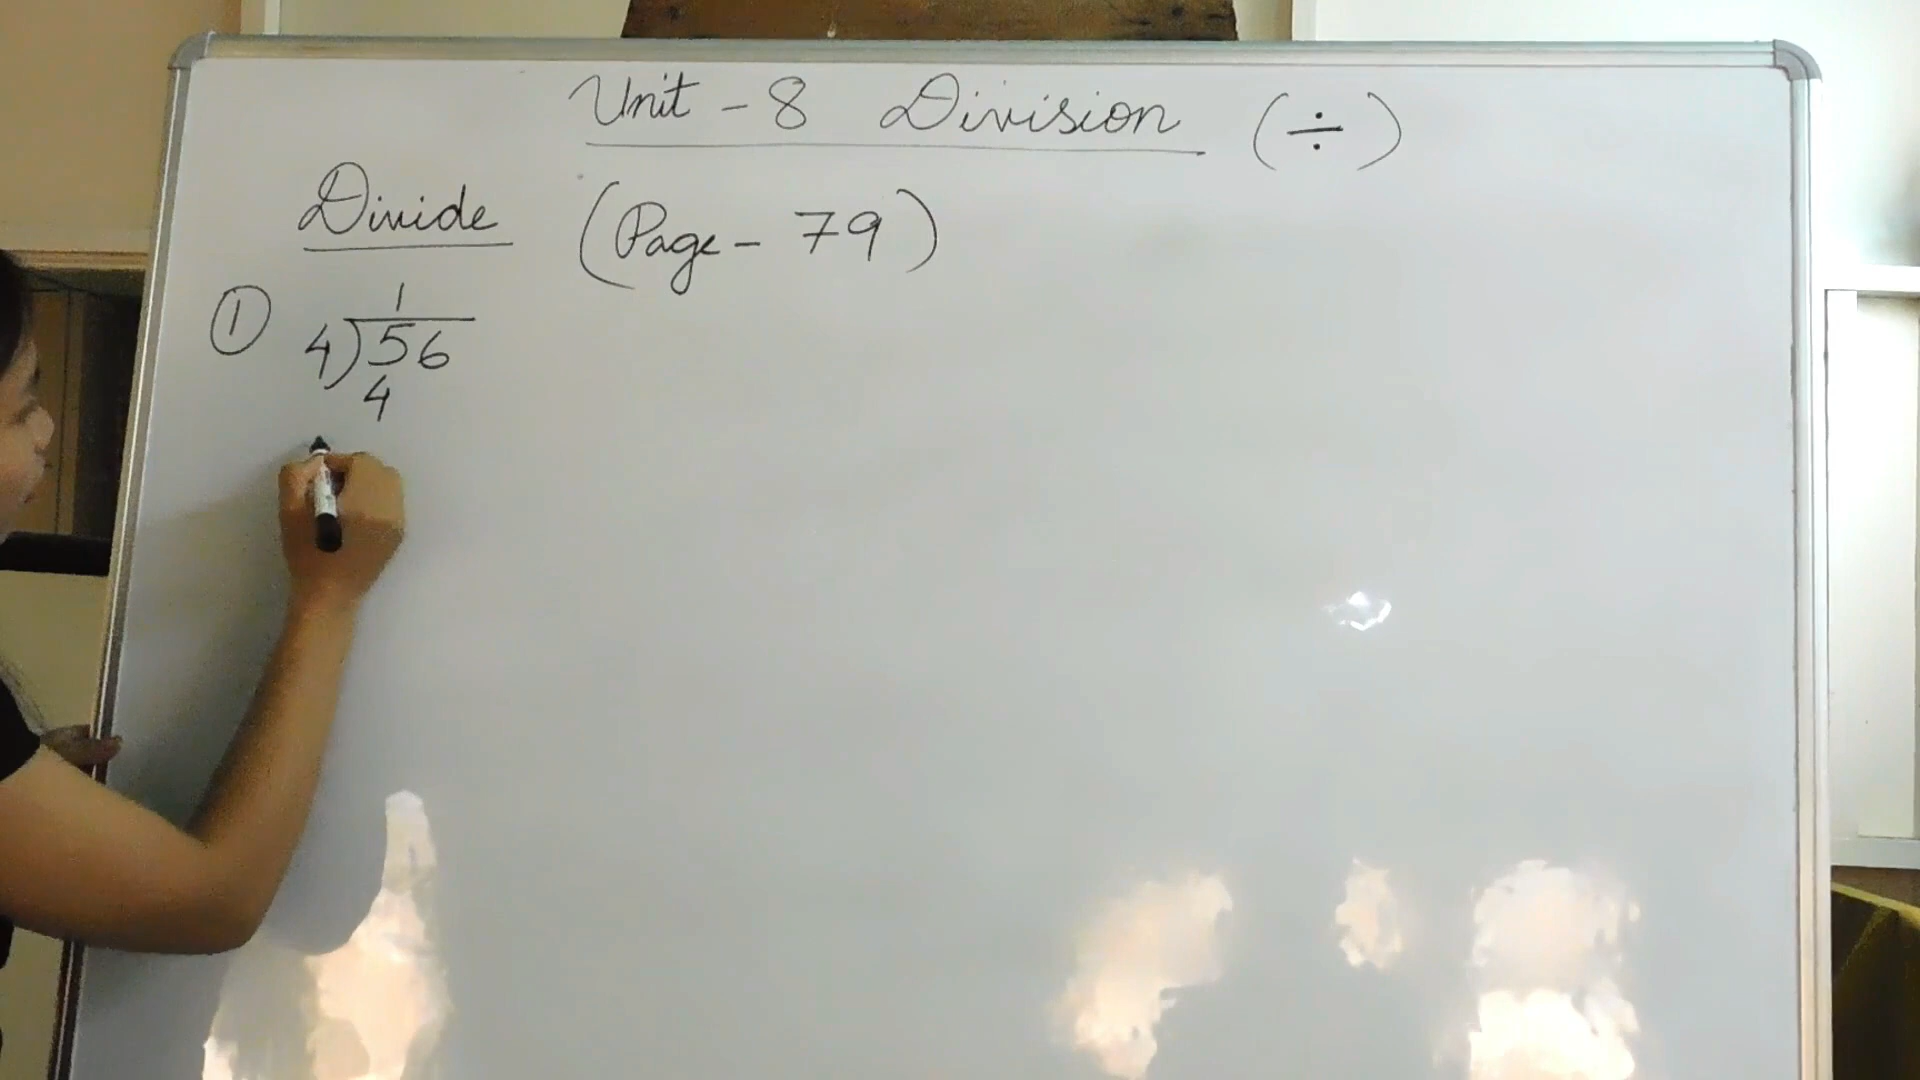 Unit - 8 Division (÷)
Divide (Page - 79)
1
① 4)56
4